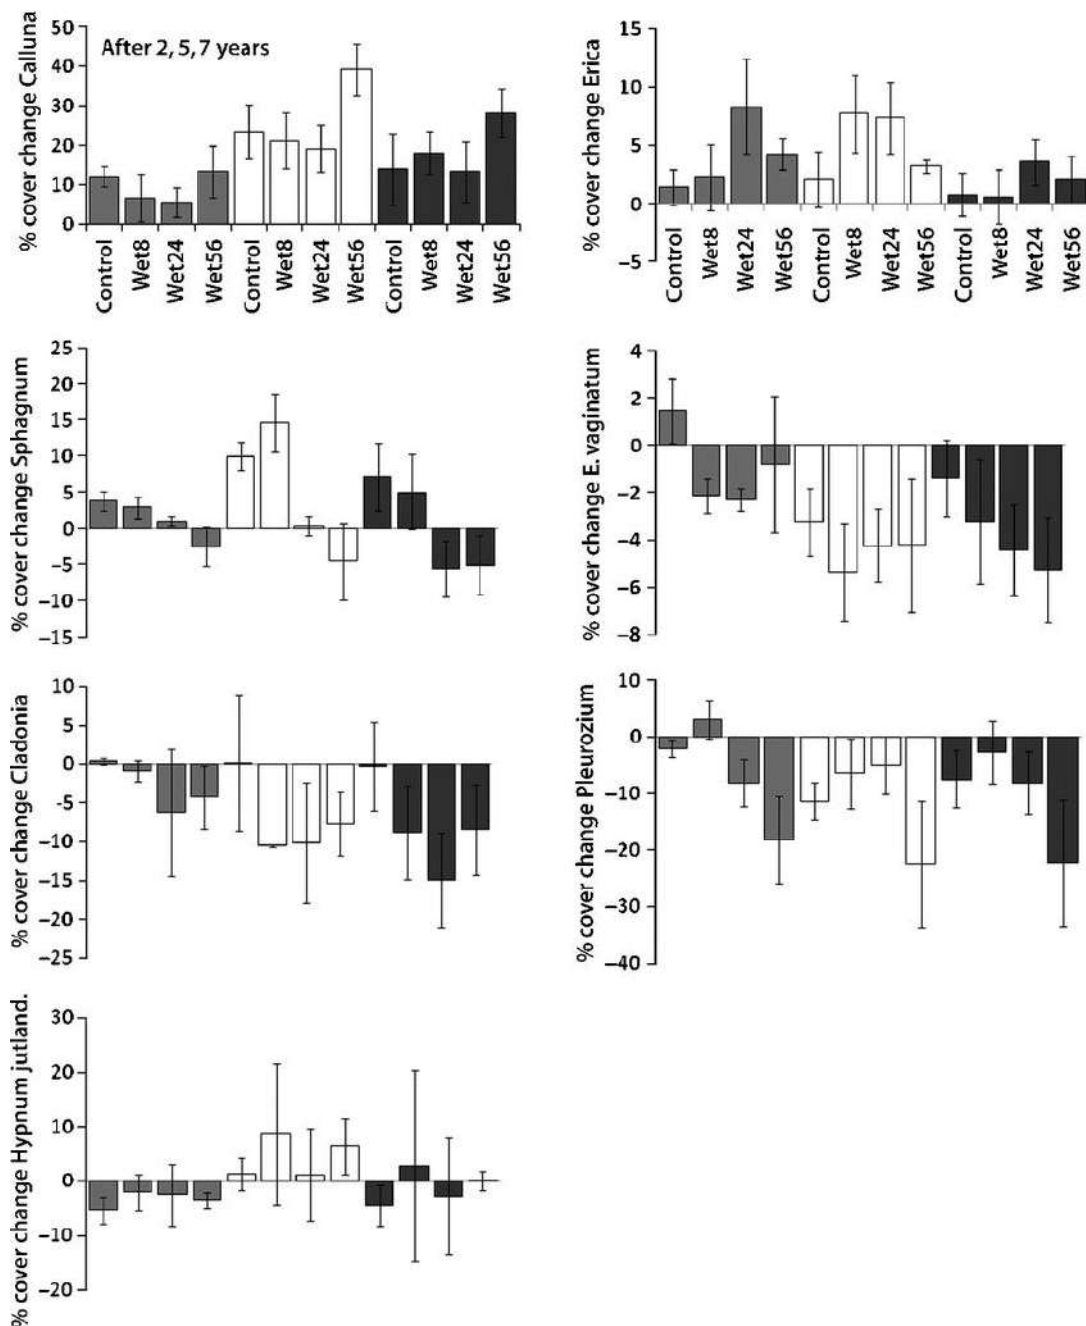 % cover change Calluna
50
40
30
20
10
0
After 2, 5, 7 years
Control
Wet8
Wet24
Wet56
Control
Wet8
Wet24
Wet56
Control
Wet8
Wet24
Wet56
% cover change Erica
15
10
5
0
−5
Control
Wet8
Wet24
Wet56
Control
Wet8
Wet24
Wet56
Control
Wet8
Wet24
Wet56
% cover change Sphagnum
25
20
15
10
5
0
−5
−10
−15
% cover change E. vaginatum
4
2
0
−2
−4
−6
−8
% cover change Cladonia
10
5
0
−5
−10
−15
−20
−25
% cover change Pleurozium
10
0
−10
−20
−30
−40
% cover change Hypnum jutland.
30
20
10
0
−10
−20